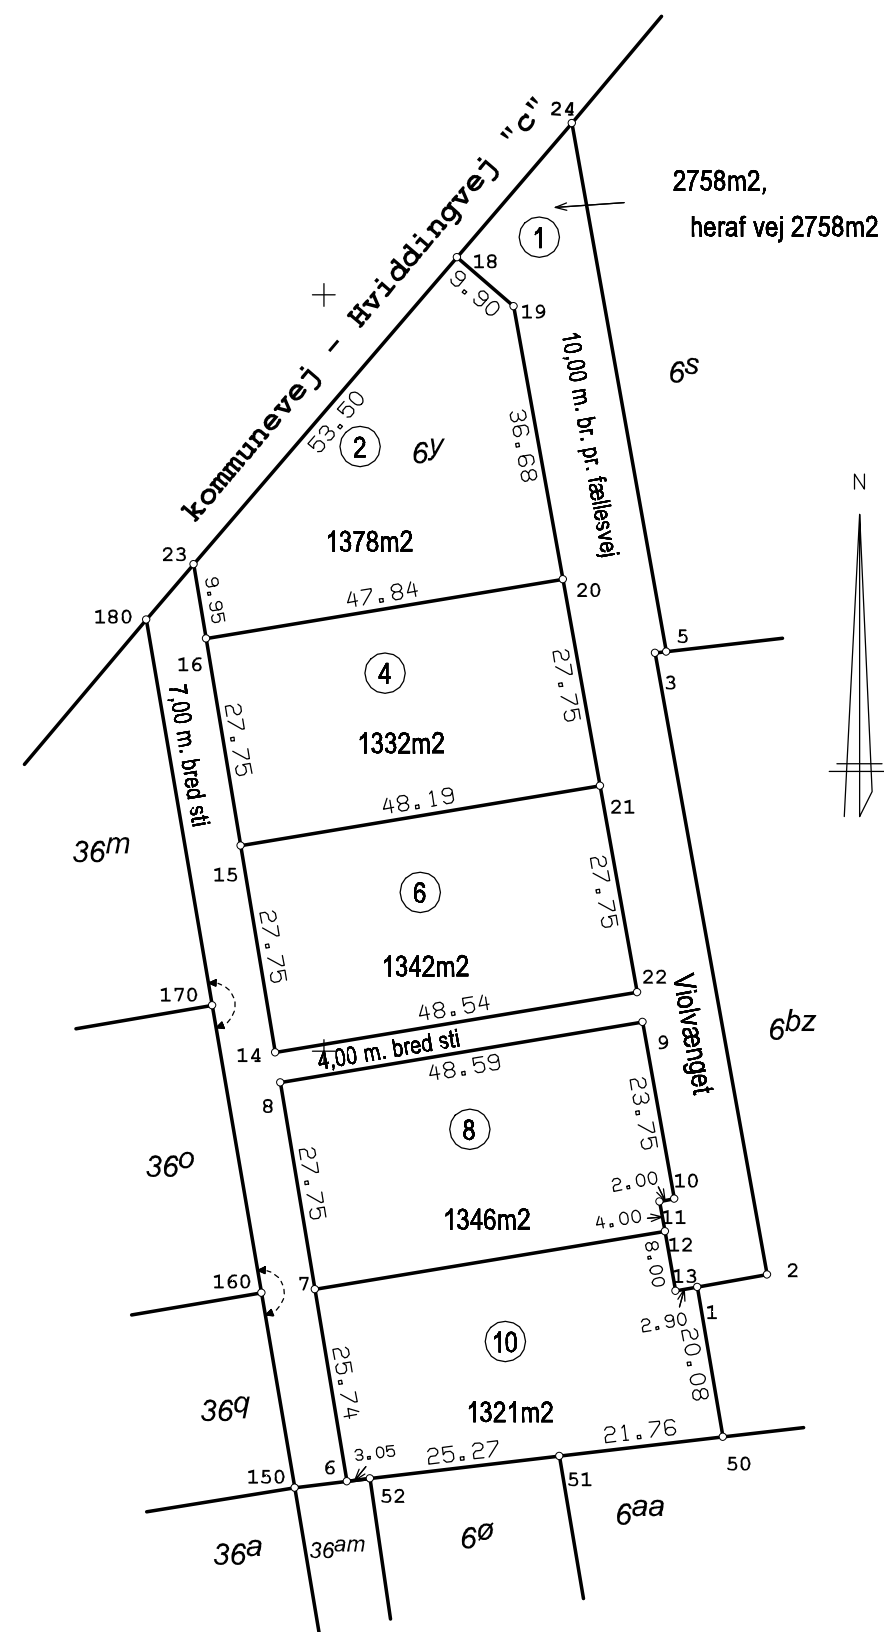 24
kommunevej - Hviddingvej "c"
2758m2,
heraf vej 2758m2
1
18
9.90
19
10,00 m. br. pr. fællesvej
6s
53.50
2
6y
36.68
N
1378m2
23
9.95
47.84
20
180
16
5
3
4
27.75
7,00 m. bred sti
27.75
1332m2
48.19
21
36m
15
6
27.75
27.75
1342m2
22
170
48.54
Violvænget
6bz
14
4,00 m. bred sti
9
48.59
8
8
23.75
36o
27.75
2.00
10
1346m2
4.00
11
12
8.00
160
7
13
2
2.90
1
10
20.08
25.74
36q
1321m2
21.76
3.05
25.27
150
6
52
51
50
36a
36am
6ø
6aa